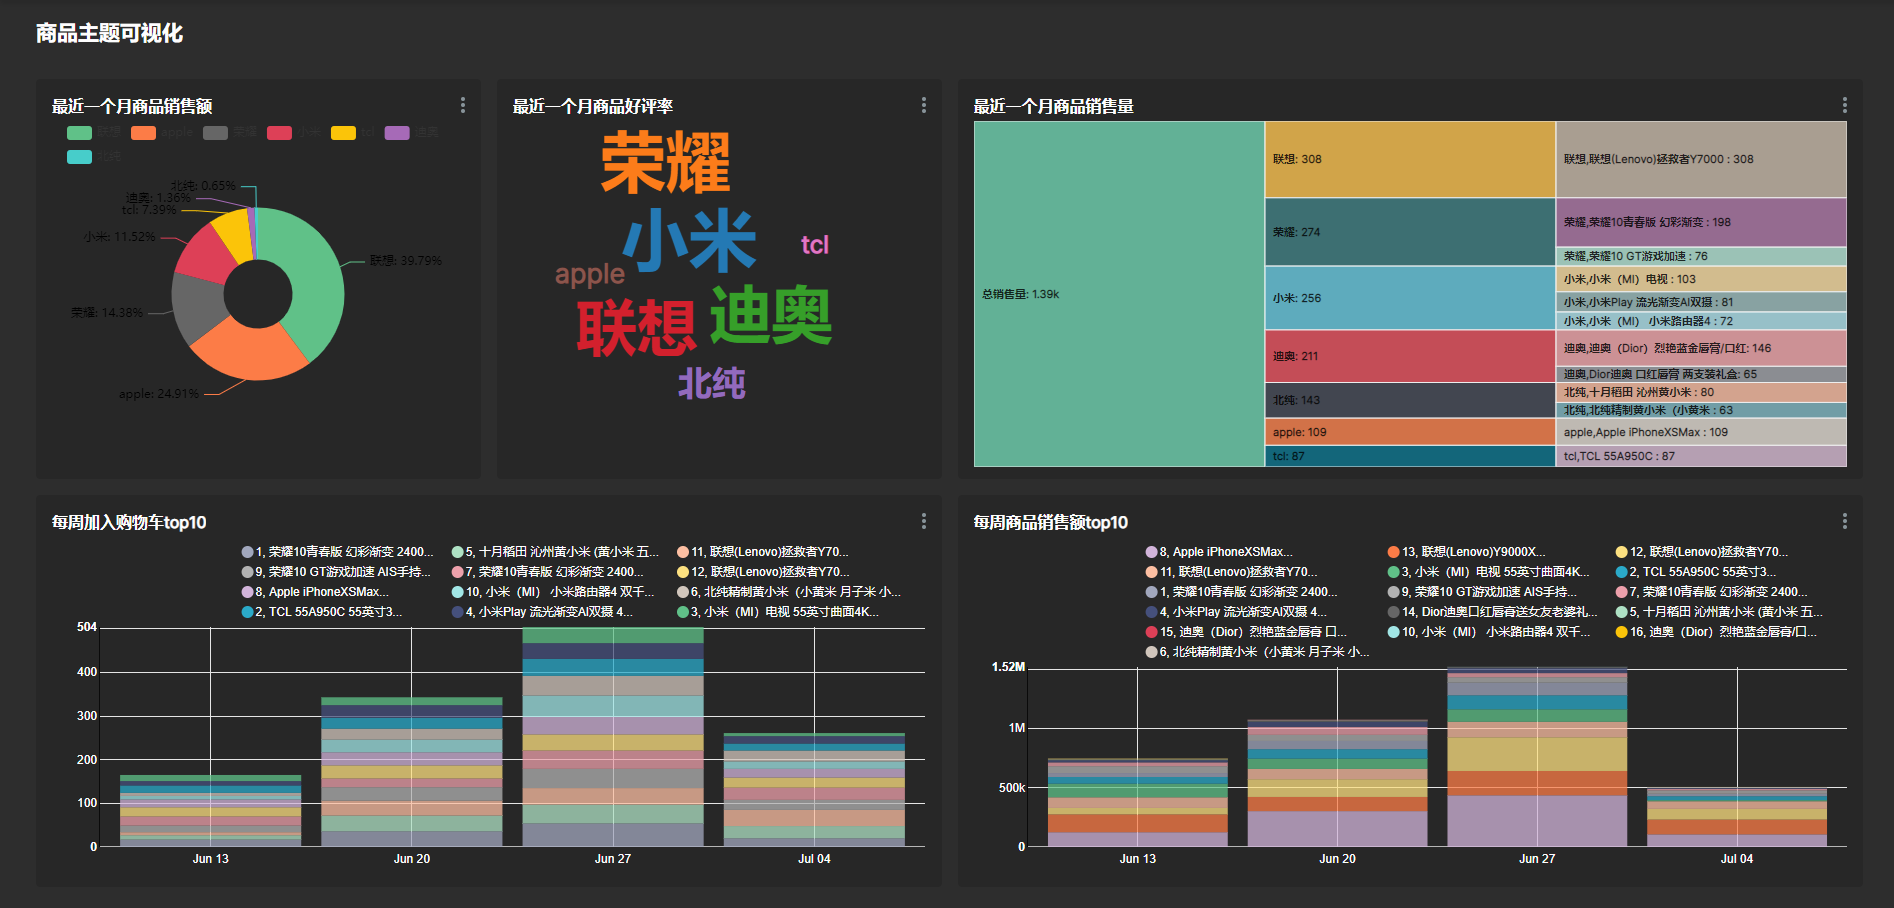 商品主题可视化
最近一个月商品销售额
联想 apple 荣耀 小米 tcl 迪奥
北纯
北纯: 0.65%
迪奥: 1.36%
tcl: 7.39%
小米: 11.52%
联想: 39.79%
荣耀: 14.38%
apple: 24.91%
最近一个月商品好评率
荣耀
小米
tcl
apple
迪奥
联想
北纯
最近一个月商品销售量
总销售量: 1.39k
联想: 308
荣耀: 274
小米: 256
迪奥: 211
北纯: 143
apple: 109
tcl: 87
联想,联想(Lenovo)拯救者Y7000 : 308
荣耀,荣耀10青春版 幻彩渐变 : 198
荣耀,荣耀10 GT游戏加速 : 76
小米,小米（MI）电视 : 103
小米,小米Play 流光渐变AI双摄 : 81
小米,小米（MI） 小米路由器4 : 72
迪奥,迪奥（Dior）烈艳蓝金唇膏/口红: 146
迪奥,Dior迪奥 口红唇膏 两支装礼盒: 65
北纯,十月稻田 沁州黄小米 : 80
北纯,北纯精制黄小米（小黄米 : 63
apple,Apple iPhoneXSMax : 109
tcl,TCL 55A950C : 87
每周加入购物车top10
1, 荣耀10青春版 幻彩渐变 2400... 5, 十月稻田 沁州黄小米 (黄小米 五... 11, 联想(Lenovo)拯救者Y70...
9, 荣耀10 GT游戏加速 AIS手持... 7, 荣耀10青春版 幻彩渐变 2400... 12, 联想(Lenovo)拯救者Y70...
8, Apple iPhoneXSMax... 10, 小米（MI） 小米路由器4 双千... 6, 北纯精制黄小米（小黄米 月子米 小...
2, TCL 55A950C 55英寸3... 4, 小米Play 流光渐变AI双摄 4... 3, 小米（MI）电视 55英寸曲面4K...
504
400
300
200
100
0
Jun 13 Jun 20 Jun 27 Jul 04
每周商品销售额top10
8, Apple iPhoneXSMax... 13, 联想(Lenovo)Y9000X... 12, 联想(Lenovo)拯救者Y70...
11, 联想(Lenovo)拯救者Y70... 3, 小米（MI）电视 55英寸曲面4K... 2, TCL 55A950C 55英寸3...
1, 荣耀10青春版 幻彩渐变 2400... 9, 荣耀10 GT游戏加速 AIS手持... 7, 荣耀10青春版 幻彩渐变 2400...
4, 小米Play 流光渐变AI双摄 4... 14, Dior迪奥口红唇膏送女友老婆礼... 5, 十月稻田 沁州黄小米 (黄小米 五...
15, 迪奥（Dior）烈艳蓝金唇膏 口... 10, 小米（MI） 小米路由器4 双千... 16, 迪奥（Dior）烈艳蓝金唇膏/口...
6, 北纯精制黄小米（小黄米 月子米 小...
1.52M
1M
500k
0
Jun 13 Jun 20 Jun 27 Jul 04